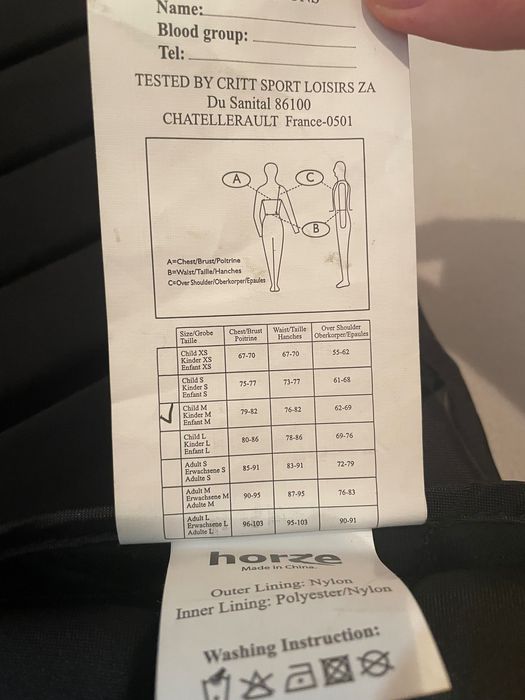 Name:
Blood group:
Tel:
TESTED BY CRITT SPORT LOISIRS ZA
Du Sanital 86100
CHATELLERAULT France-0501
A
C
B
A=Chest/Brust/Poitrine
B=Waist/Taille/Hanches
C=Over Shoulder/Oberkorper/Epaules
Size/Grobe Taille Chest/Brust Poitrine Waist/Taille Hanches Over Shoulder Oberkorper/Epaules
Child XS
Kinder XS 67-70 67-70 55-62
Enfant XS
Child S
Kinder S 75-77 73-77 61-68
Enfant S
Child M
Kinder M 79-82 76-82 62-69
Enfant M
Child L
Kinder L 80-86 78-86 69-76
Enfant L
Adult S
Erwachsene S 85-91 83-91 72-79
Adulte S
Adult M
Erwachsene M 90-95 87-95 76-83
Adulte M
Adult L
Erwachsene L 96-103 95-103 90-91
Adulte L
horze
Made in China.
Outer Lining: Nylon
Inner Lining: Polyester/Nylon
Washing Instruction: